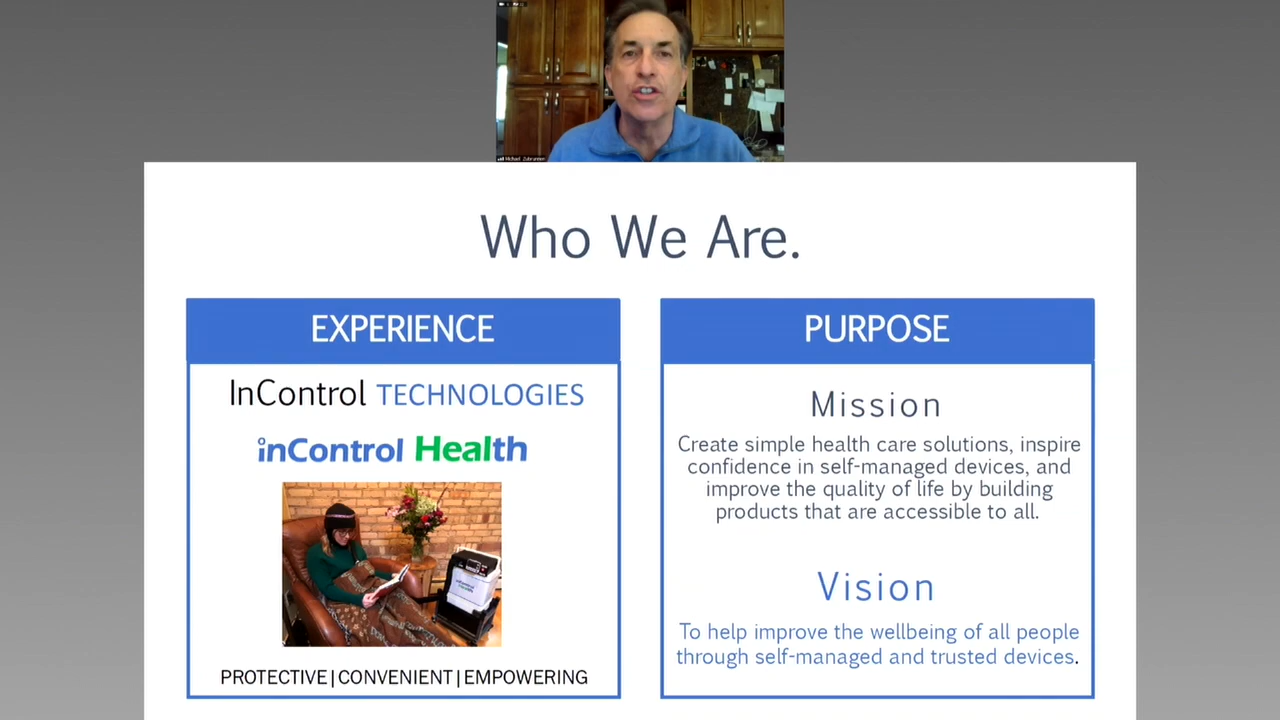 Michael Zubrunnen
Who We Are.
EXPERIENCE
InControl TECHNOLOGIES
inControl Health
PROTECTIVE|CONVENIENT|EMPOWERING
PURPOSE
Mission
Create simple health care solutions, inspire
confidence in self-managed devices, and
improve the quality of life by building
products that are accessible to all.
Vision
To help improve the wellbeing of all people
through self-managed and trusted devices.